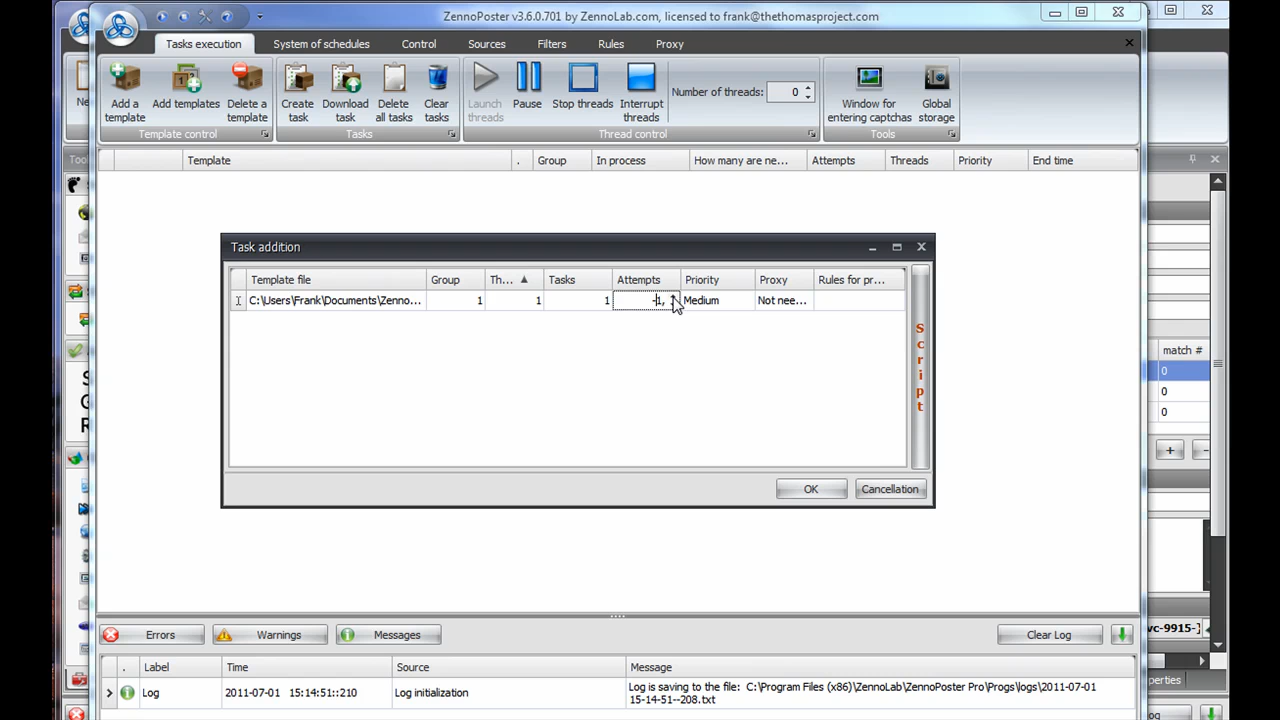 ZennoPoster v3.6.0.701 by ZennoLab.com, licensed to frank@thethomasproject.com
Tasks execution System of schedules Control Sources Filters Rules Proxy
Add a template Add templates Delete a template Create task Download task Delete all tasks Clear tasks Launch threads Pause Stop threads Interrupt threads Number of threads: 0 Window for entering captchas Global storage
Template control Tasks Thread control Tools
Template . Group In process How many are ne... Attempts Threads Priority End time
Task addition
Template file Group Th... Tasks Attempts Priority Proxy Rules for pr...
C:\Users\Frank\Documents\Zenno... 1 1 1 -1, Medium Not nee...
Script
match #
0
0
0
OK Cancellation
Errors Warnings Messages Clear Log
. Label Time Source Message
Log 2011-07-01 15:14:51::210 Log initialization Log is saving to the file: C:\Program Files (x86)\ZennoLab\ZennoPoster Pro\Progs\logs\2011-07-01
15-14-51--208.txt